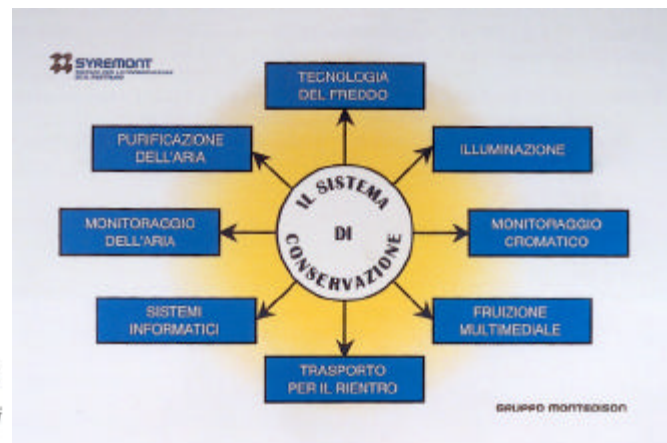 SYREMONT
TECNOLOGIA
DEL FREDDO
PURIFICAZIONE
DELL'ARIA
ILLUMINAZIONE
IL SISTEMA
DI
CONSERVAZIONE
MONITORAGGIO
DELL'ARIA
MONITORAGGIO
CROMATICO
SISTEMI
INFORMATICI
FRUIZIONE
MULTIMEDIALE
TRASPORTO
PER IL RIENTRO
GRUPPO MONTEDISON